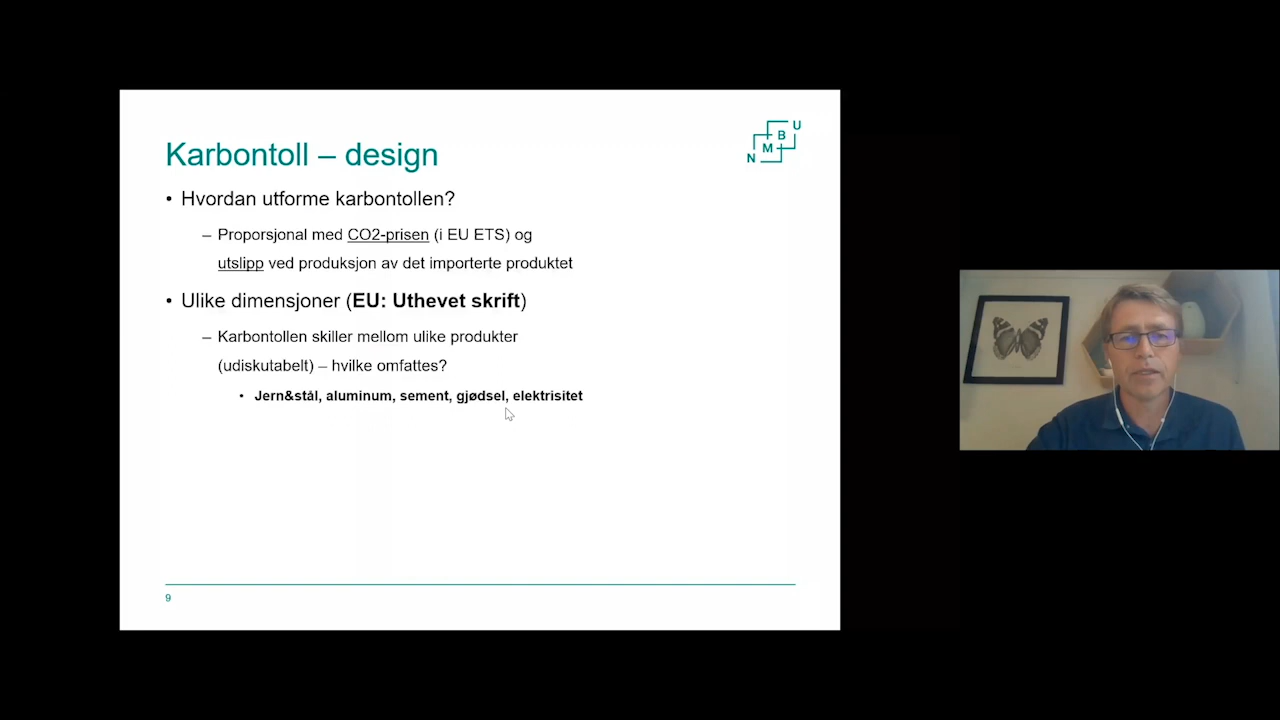 Karbontoll – design
N M B U
• Hvordan utforme karbontollen?
– Proporsjonal med CO2-prisen (i EU ETS) og
utslipp ved produksjon av det importerte produktet
• Ulike dimensjoner (EU: Uthevet skrift)
– Karbontollen skiller mellom ulike produkter
(udiskutabelt) – hvilke omfattes?
• Jern&stål, aluminum, sement, gjødsel, elektrisitet
9